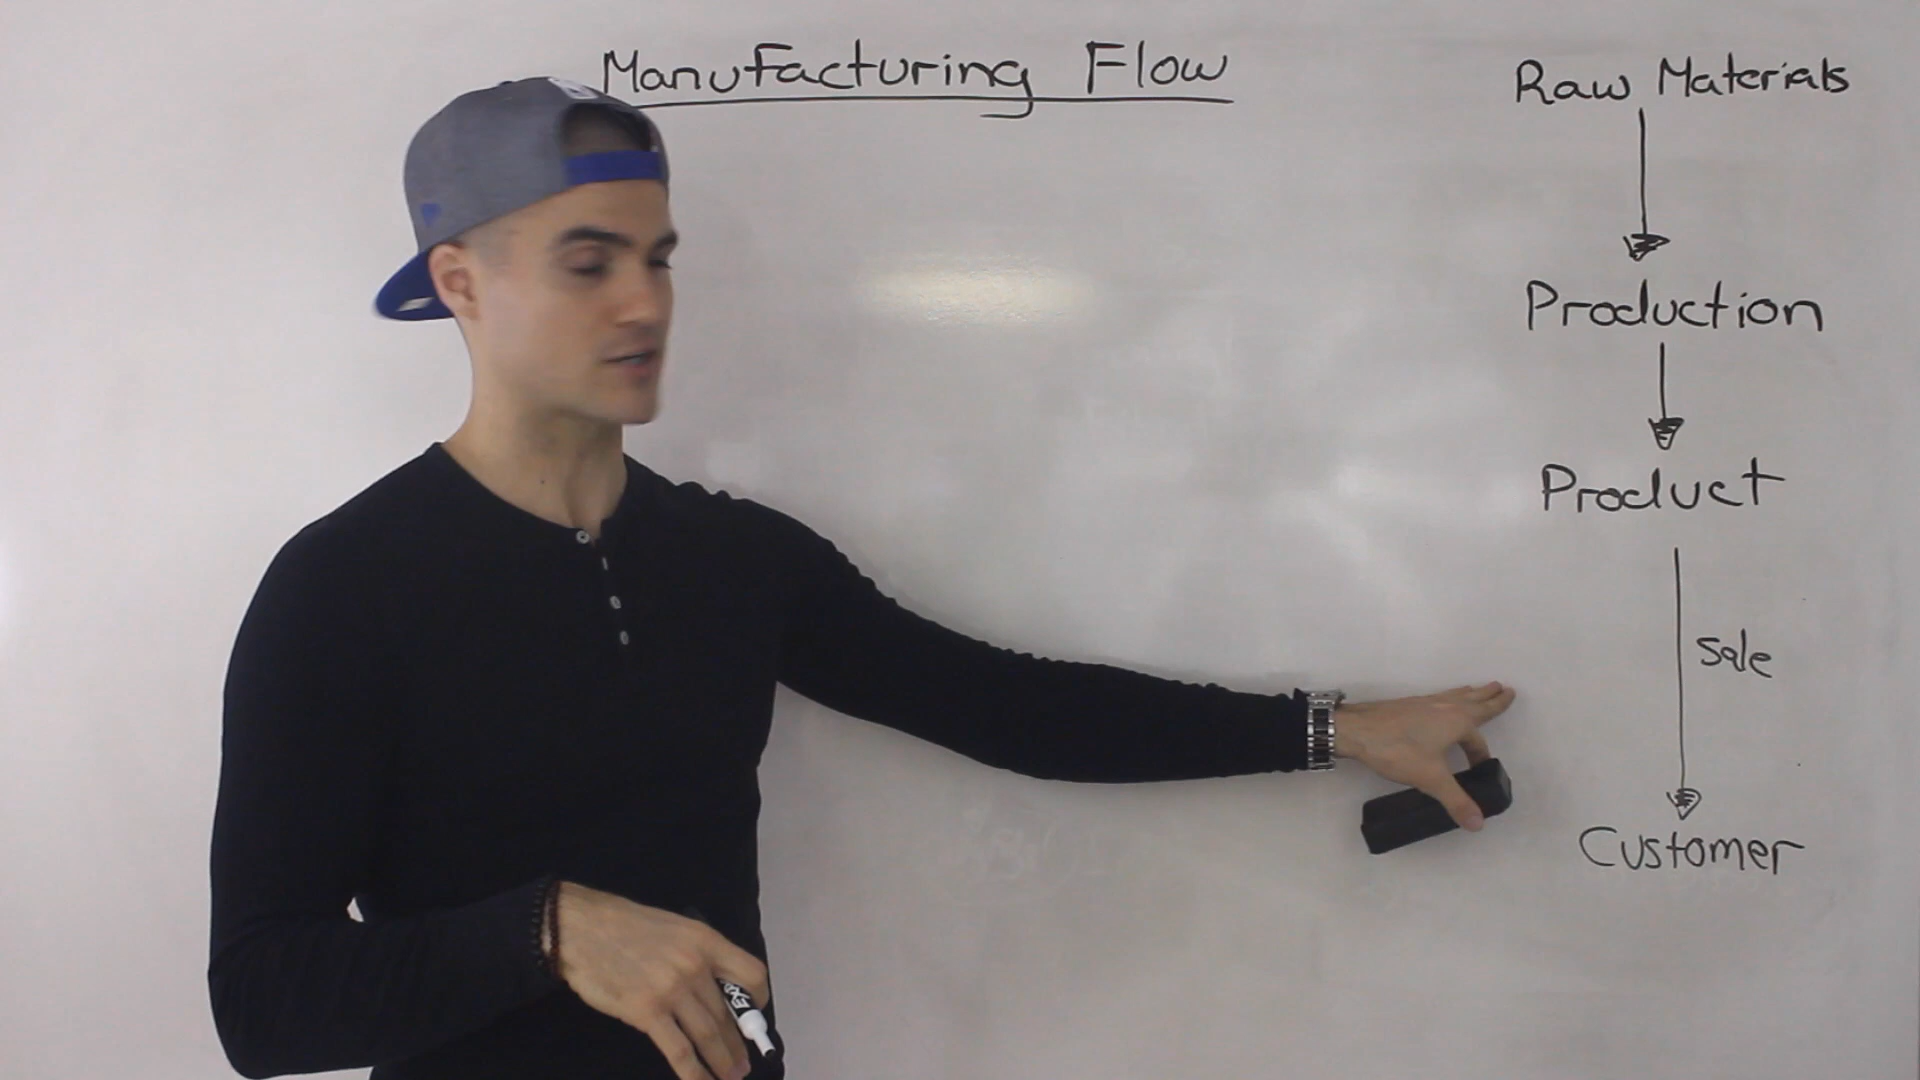 Manufacturing Flow
Raw Materials
Production
Product
Sale
Customer